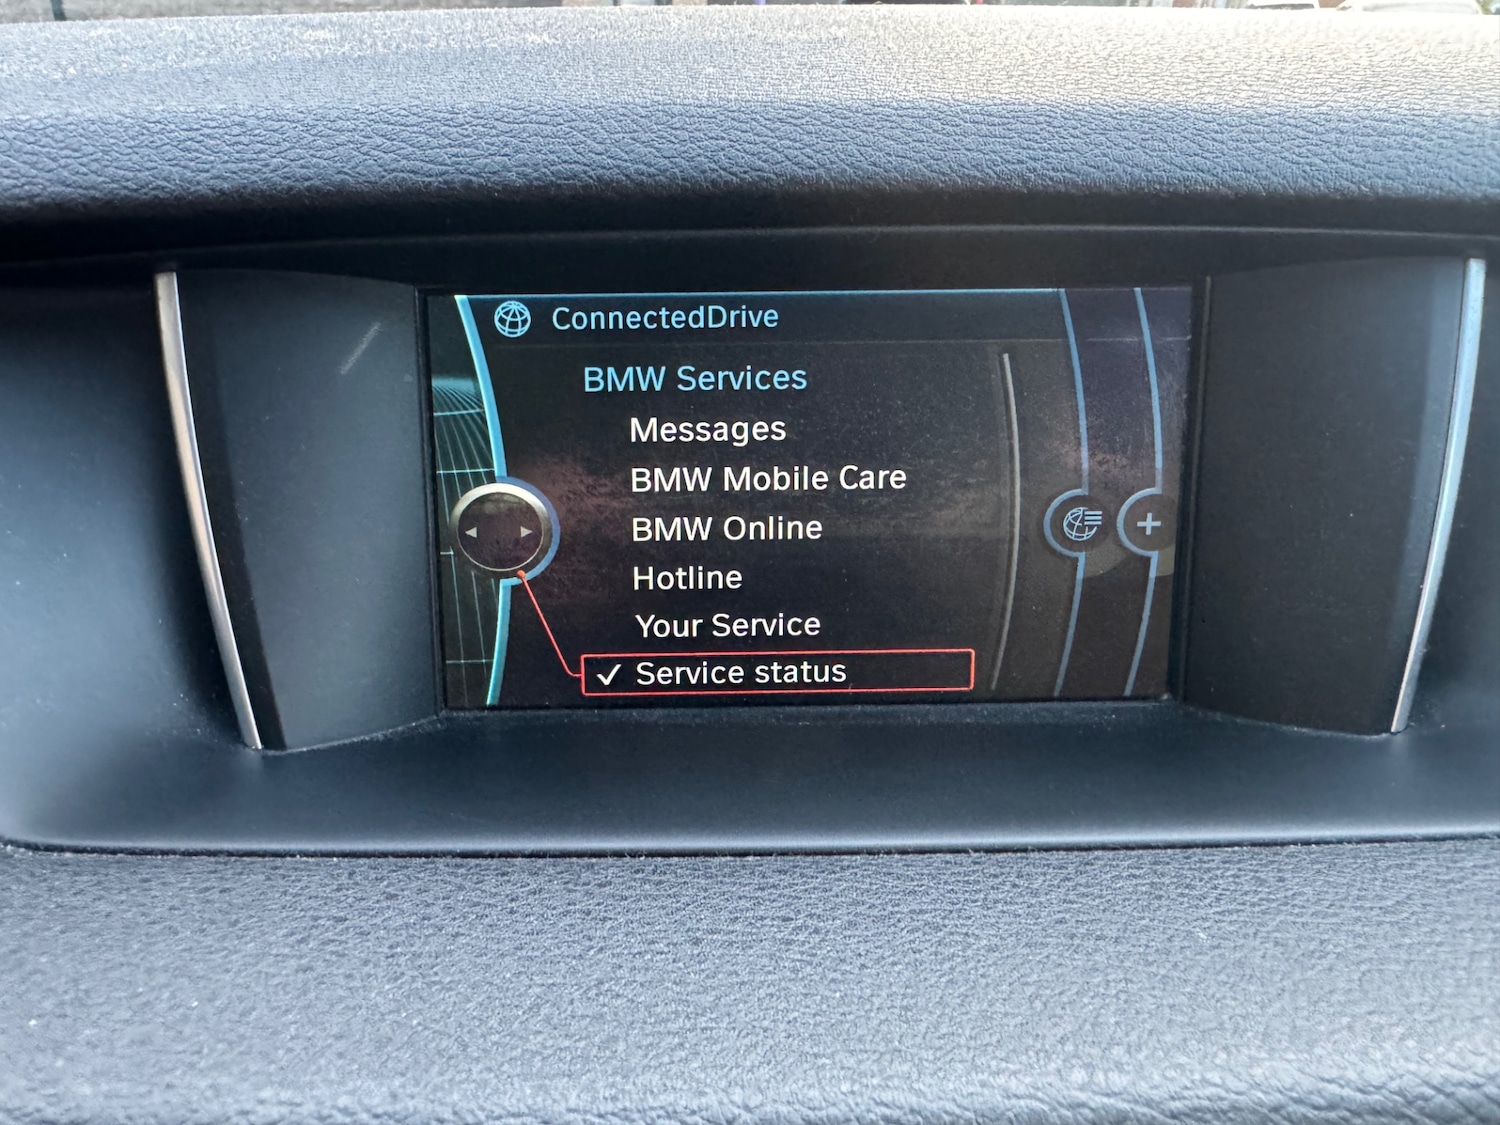 ConnectedDrive
BMW Services
Messages
BMW Mobile Care
BMW Online
Hotline
Your Service
✓ Service status